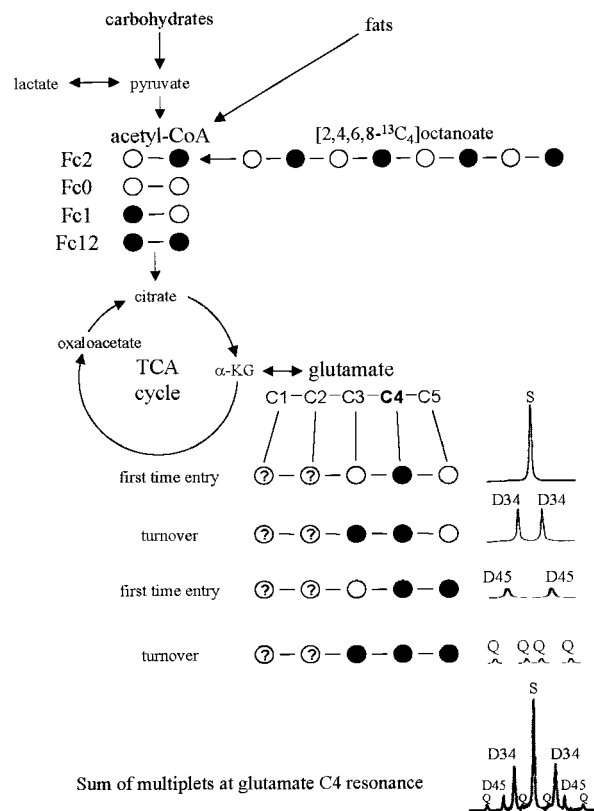 carbohydrates
fats
lactate
pyruvate
acetyl-CoA
[2,4,6,8-¹³C₄]octanoate
Fc2
Fc0
Fc1
Fc12
citrate
oxaloacetate
TCA
cycle
α-KG
glutamate
C1 C2 C3 C4 C5
S
first time entry ? ?
D34 D34
turnover ? ?
D45 D45
first time entry ? ?
Q Q Q Q
turnover ? ?
S
D34 D34
D45 D45
Q Q Q Q
Sum of multiplets at glutamate C4 resonance